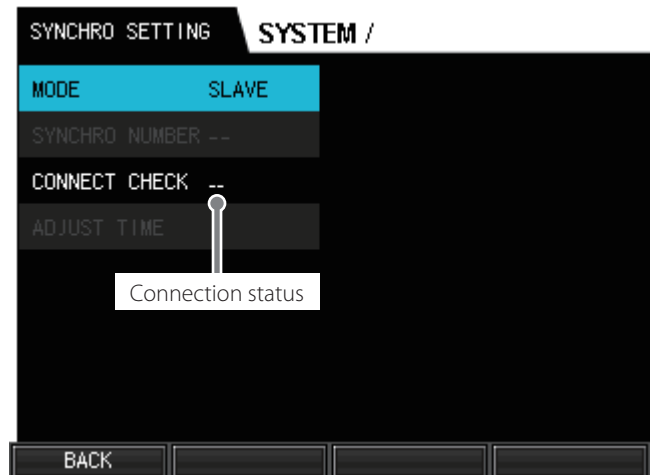 SYNCHRO SETTING SYSTEM /
MODE SLAVE
SYNCHRO NUMBER --
CONNECT CHECK --
ADJUST TIME
Connection status
BACK